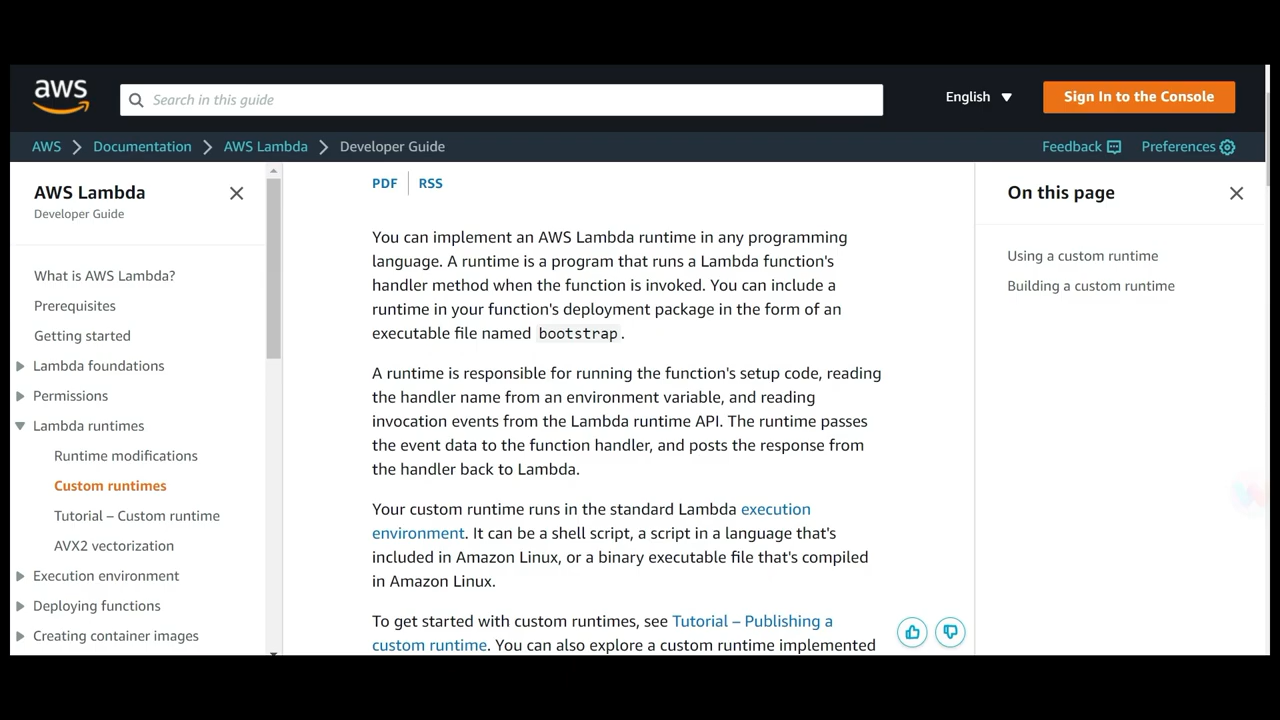 aws
Search in this guide
English
Sign In to the Console
AWS
Documentation
AWS Lambda
Developer Guide
Feedback
Preferences
AWS Lambda
Developer Guide
What is AWS Lambda?
Prerequisites
Getting started
Lambda foundations
Permissions
Lambda runtimes
Runtime modifications
Custom runtimes
Tutorial – Custom runtime
AVX2 vectorization
Execution environment
Deploying functions
Creating container images
PDF
RSS
You can implement an AWS Lambda runtime in any programming
language. A runtime is a program that runs a Lambda function's
handler method when the function is invoked. You can include a
runtime in your function's deployment package in the form of an
executable file named bootstrap.
A runtime is responsible for running the function's setup code, reading
the handler name from an environment variable, and reading
invocation events from the Lambda runtime API. The runtime passes
the event data to the function handler, and posts the response from
the handler back to Lambda.
Your custom runtime runs in the standard Lambda execution
environment. It can be a shell script, a script in a language that's
included in Amazon Linux, or a binary executable file that's compiled
in Amazon Linux.
To get started with custom runtimes, see Tutorial – Publishing a
custom runtime. You can also explore a custom runtime implemented
On this page
Using a custom runtime
Building a custom runtime